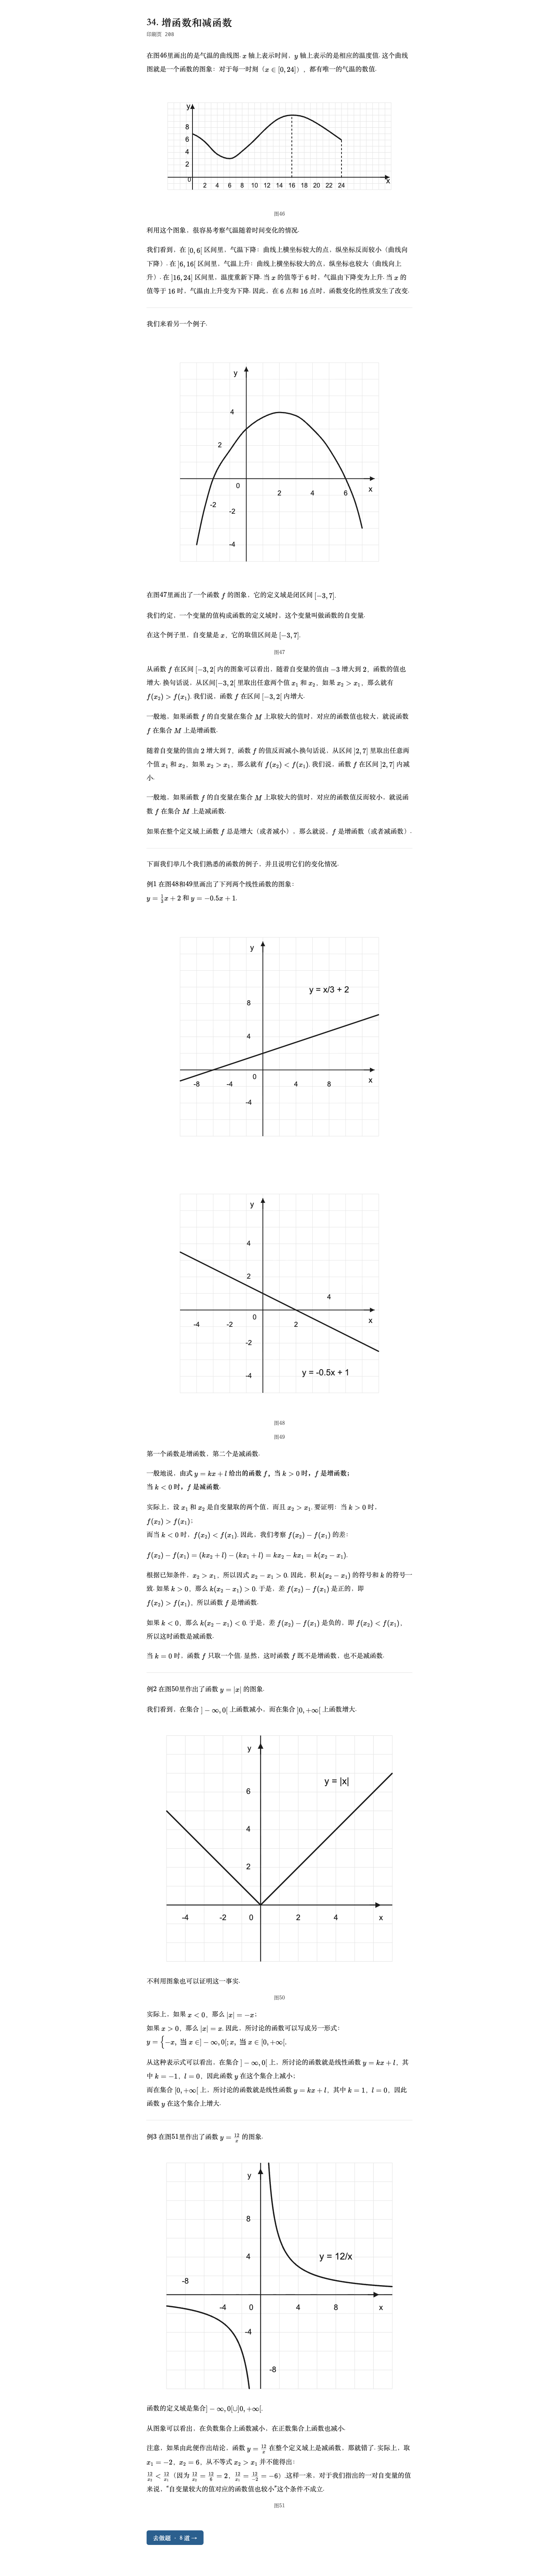 34. 增函数和减函数
印刷页 208
在图46里画出的是气温的曲线图. x 轴上表示时间，y 轴上表示的是相应的温度值. 这个曲线
图就是一个函数的图象：对于每一时刻（x ∈ [0, 24]），都有唯一的气温的数值.
y
8
6
4
2
0
2 4 6 8 10 12 14 16 18 20 22 24
x
图46
利用这个图象，很容易考察气温随着时间变化的情况.
我们看到，在 [0, 6] 区间里，气温下降：曲线上横坐标较大的点，纵坐标反而较小（曲线向
下降）. 在 ]6, 16] 区间里，气温上升：曲线上横坐标较大的点，纵坐标也较大（曲线向上
升）. 在 ]16, 24] 区间里，温度重新下降. 当 x 的值等于 6 时，气温由下降变为上升. 当 x 的
值等于 16 时，气温由上升变为下降. 因此，在 6 点和 16 点时，函数变化的性质发生了改变.
我们来看另一个例子.
y
4
2
0
2 4 6
x
-2
-2
-4
在图47里画出了一个函数 f 的图象，它的定义域是闭区间 [−3, 7].
我们约定，一个变量的值构成函数的定义域时，这个变量叫做函数的自变量.
在这个例子里，自变量是 x，它的取值区间是 [−3, 7].
图47
从函数 f 在区间 [−3, 2] 内的图象可以看出，随着自变量的值由 −3 增大到 2，函数的值也
增大. 换句话说，从区间[−3, 2] 里取出任意两个值 x₁ 和 x₂，如果 x₂ > x₁，那么就有
f(x₂) > f(x₁). 我们说，函数 f 在区间 [−3, 2] 内增大.
一般地，如果函数 f 的自变量在集合 M 上取较大的值时，对应的函数值也较大，就说函数
f 在集合 M 上是增函数.
随着自变量的值由 2 增大到 7，函数 f 的值反而减小.换句话说，从区间 ]2, 7] 里取出任意两
个值 x₁ 和 x₂，如果 x₂ > x₁，那么就有 f(x₂) < f(x₁). 我们说，函数 f 在区间 ]2, 7] 内减
小.
一般地，如果函数 f 的自变量在集合 M 上取较大的值时，对应的函数值反而较小，就说函
数 f 在集合 M 上是减函数.
如果在整个定义域上函数 f 总是增大（或者减小），那么就说，f 是增函数（或者减函数）.
下面我们举几个我们熟悉的函数的例子，并且说明它们的变化情况.
例1 在图48和49里画出了下列两个线性函数的图象：
y = ⅓x + 2 和 y = −0.5x + 1.
y
y = x/3 + 2
8
4
0
-8 -4 4 8
x
-4
y
4
2
4
0
-4 -2 2
x
-2
-4
y = -0.5x + 1
图48
图49
第一个函数是增函数，第二个是减函数.
一般地说，由式 y = kx + l 给出的函数 f，当 k > 0 时，f 是增函数；
当 k < 0 时，f 是减函数.
实际上，设 x₁ 和 x₂ 是自变量取的两个值，而且 x₂ > x₁. 要证明：当 k > 0 时，
f(x₂) > f(x₁)；
而当 k < 0 时，f(x₂) < f(x₁). 因此，我们考察 f(x₂) − f(x₁) 的差：
f(x₂) − f(x₁) = (kx₂ + l) − (kx₁ + l) = kx₂ − kx₁ = k(x₂ − x₁).
根据已知条件，x₂ > x₁，所以因式 x₂ − x₁ > 0. 因此，积 k(x₂ − x₁) 的符号和 k 的符号一
致. 如果 k > 0，那么 k(x₂ − x₁) > 0. 于是，差 f(x₂) − f(x₁) 是正的，即
f(x₂) > f(x₁)，所以函数 f 是增函数.
如果 k < 0，那么 k(x₂ − x₁) < 0. 于是，差 f(x₂) − f(x₁) 是负的，即 f(x₂) < f(x₁)，
所以这时函数是减函数.
当 k = 0 时，函数 f 只取一个值. 显然，这时函数 f 既不是增函数，也不是减函数.
例2 在图50里作出了函数 y = |x| 的图象.
我们看到，在集合 ] − ∞, 0[ 上函数减小，而在集合 [0, +∞[ 上函数增大.
y
y = |x|
6
4
2
-4 -2 0 2 4 x
不利用图象也可以证明这一事实.
图50
实际上，如果 x < 0，那么 |x| = −x；
如果 x > 0，那么 |x| = x. 因此，所讨论的函数可以写成另一形式：
y = {−x, 当 x ∈] − ∞, 0[; x, 当 x ∈ [0, +∞[.
从这种表示式可以看出，在集合 ] − ∞, 0[ 上，所讨论的函数就是线性函数 y = kx + l，其
中 k = −1，l = 0，因此函数 y 在这个集合上减小；
而在集合 [0, +∞[ 上，所讨论的函数就是线性函数 y = kx + l，其中 k = 1，l = 0，因此
函数 y 在这个集合上增大.
例3 在图51里作出了函数 y = 12/x 的图象.
y
8
4
y = 12/x
-8
-4 0 4 8 x
-4
-8
函数的定义域是集合] − ∞, 0[∪]0, +∞[.
从图象可以看出，在负数集合上函数减小，在正数集合上函数也减小.
注意，如果由此便作出结论，函数 y = 12/x 在整个定义域上是减函数，那就错了. 实际上，取
x₁ = −2，x₂ = 6，从不等式 x₂ > x₁ 并不能得出：
12/x₂ < 12/x₁（因为 12/x₂ = 12/6 = 2，12/x₁ = 12/−2 = −6）.这样一来，对于我们指出的一对自变量的值
来说，“自变量较大的值对应的函数值也较小”这个条件不成立.
图51
去做题 · 8 道 →